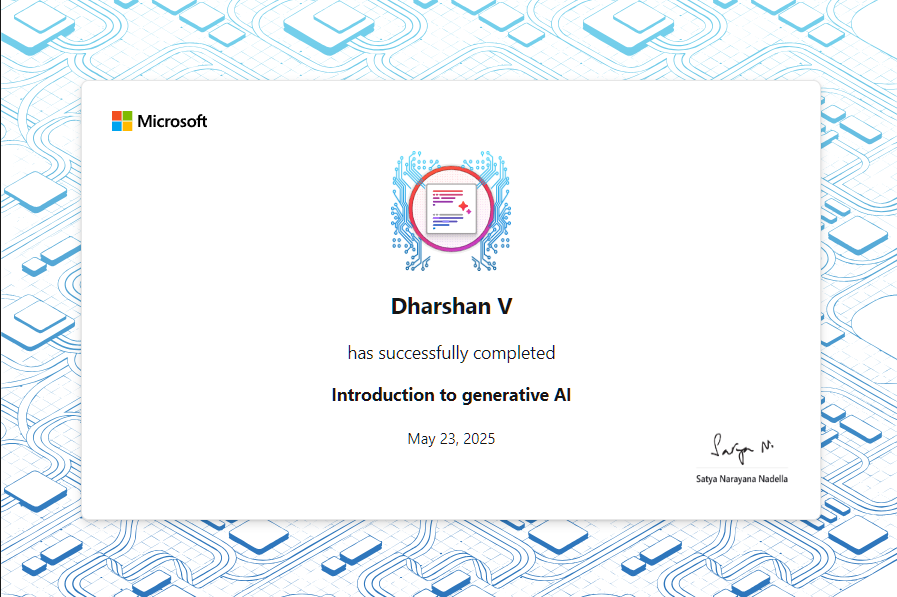 Microsoft
Dharshan V
has successfully completed
Introduction to generative AI
May 23, 2025
Satya N.
Satya Narayana Nadella